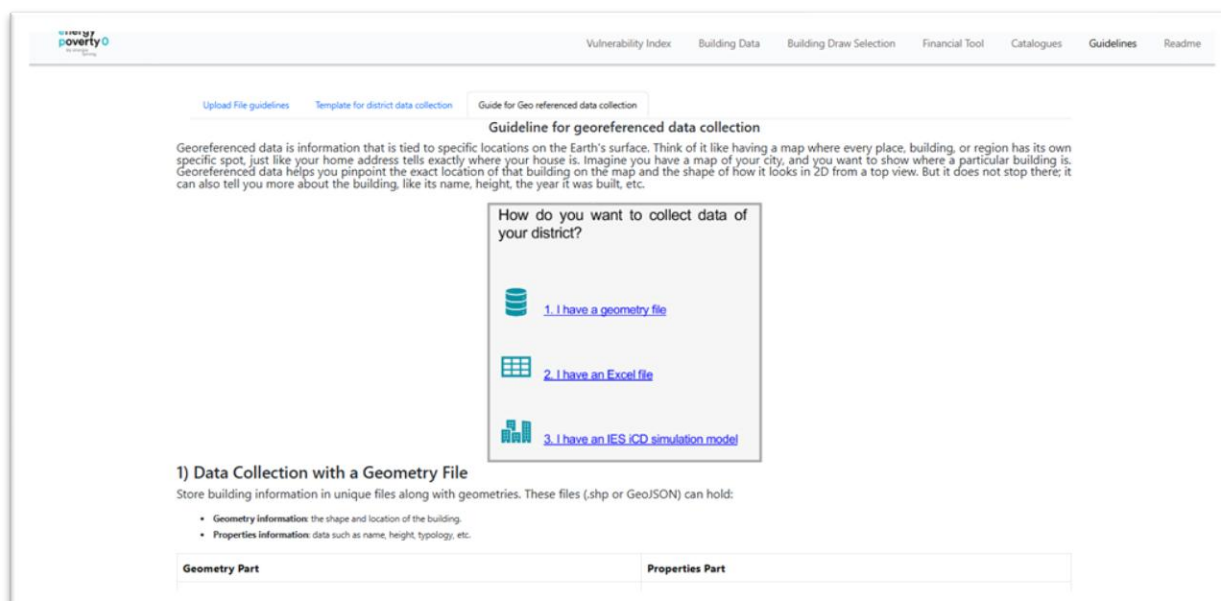 energy
poverty 0
Vulnerability Index Building Data Building Draw Selection Financial Tool Catalogues Guidelines Readme
Upload File guidelines Template for district data collection Guide for Geo referenced data collection
Guideline for georeferenced data collection
Georeferenced data is information that is tied to specific locations on the Earth's surface. Think of it like having a map where every place, building, or region has its own
specific spot, just like your home address tells exactly where your house is. Imagine you have a map of your city, and you want to show where a particular building is.
Georeferenced data helps you pinpoint the exact location of that building on the map and the shape of how it looks in 2D from a top view. But it does not stop there; it
can also tell you more about the building, like its name, height, the year it was built, etc.
How do you want to collect data of
your district?
1. I have a geometry file
2. I have an Excel file
3. I have an IES iCD simulation model
1) Data Collection with a Geometry File
Store building information in unique files along with geometries. These files (.shp or GeoJSON) can hold:
• Geometry information: the shape and location of the building.
• Properties information: data such as name, height, typology, etc.
Geometry Part Properties Part